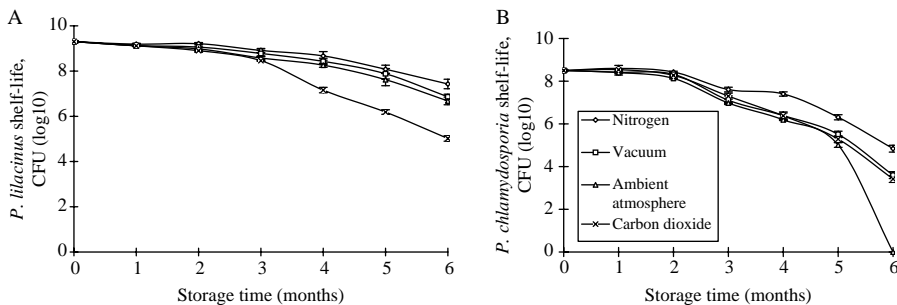 A
P. lilacinus shelf-life,
CFU (log10)
10
8
6
4
2
0
0 1 2 3 4 5 6
Storage time (months)
B
P. chlamydosporia shelf-life,
CFU (log10)
10
8
6
4
2
0
Nitrogen
Vacuum
Ambient
atmosphere
Carbon dioxide
0 1 2 3 4 5 6
Storage time (months)